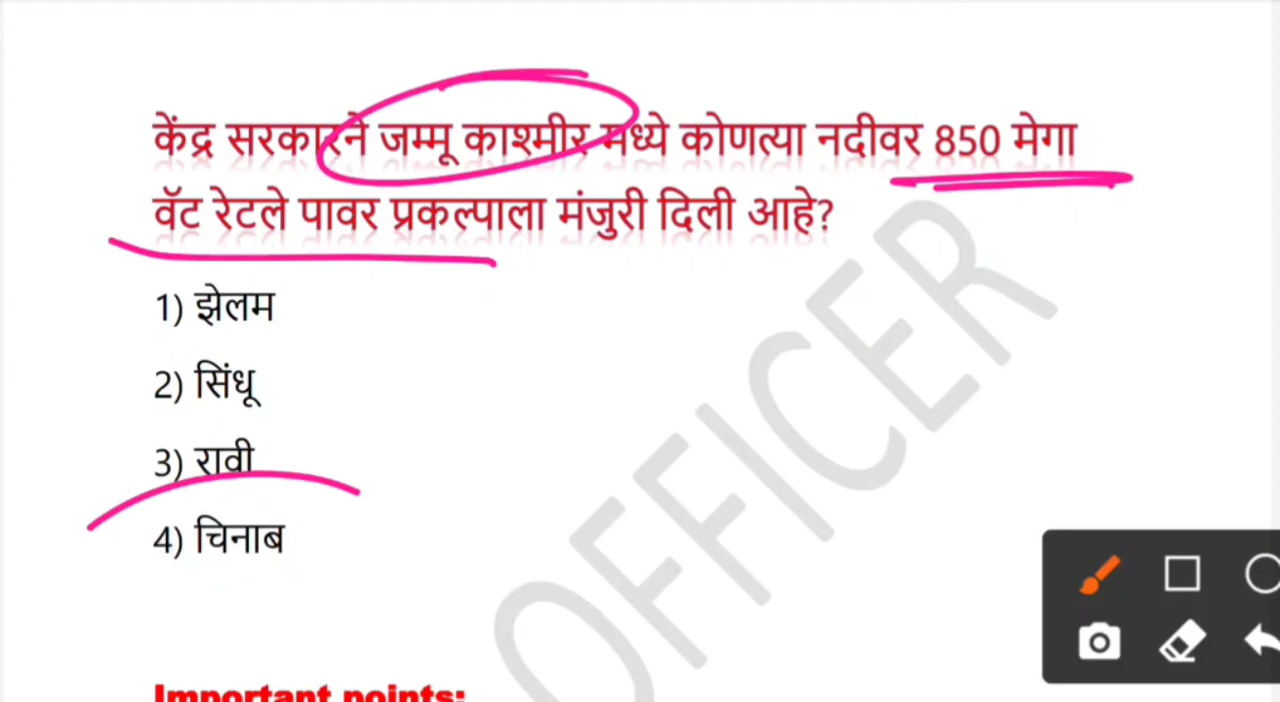 केंद्र सरकारने जम्मू काश्मीर मध्ये कोणत्या नदीवर 850 मेगा
वॅट रेटले पावर प्रकल्पाला मंजुरी दिली आहे?
1) झेलम
2) सिंधू
3) रावी
4) चिनाब
OFFICER
Important points: